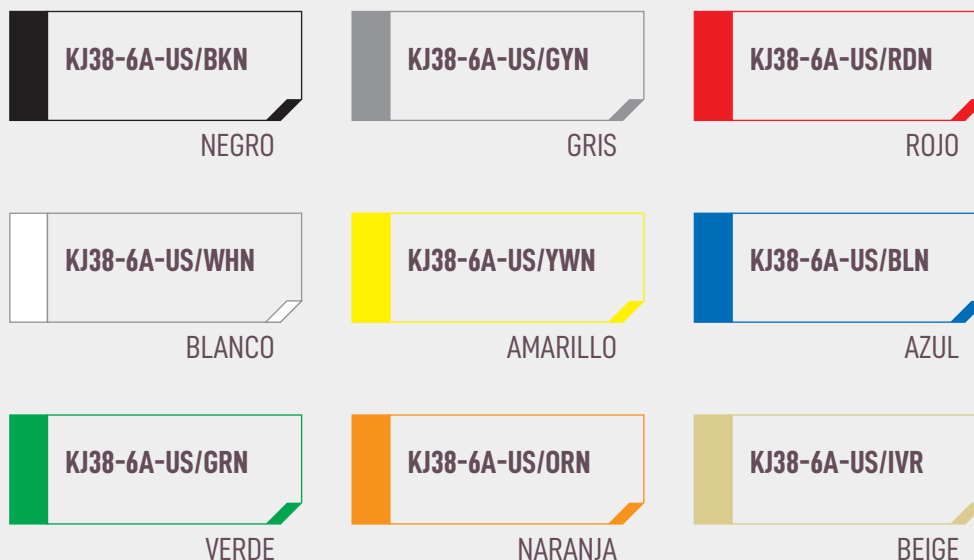 KJ38-6A-US/BKN
NEGRO
KJ38-6A-US/GYN
GRIS
KJ38-6A-US/RDN
ROJO
KJ38-6A-US/WHN
BLANCO
KJ38-6A-US/YWN
AMARILLO
KJ38-6A-US/BLN
AZUL
KJ38-6A-US/GRN
VERDE
KJ38-6A-US/ORN
NARANJA
KJ38-6A-US/IVR
BEIGE